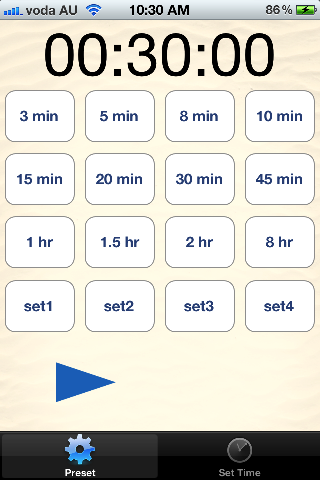 voda AU 10:30 AM 86%
00:30:00
3 min 5 min 8 min 10 min
15 min 20 min 30 min 45 min
1 hr 1.5 hr 2 hr 8 hr
set1 set2 set3 set4
Preset Set Time